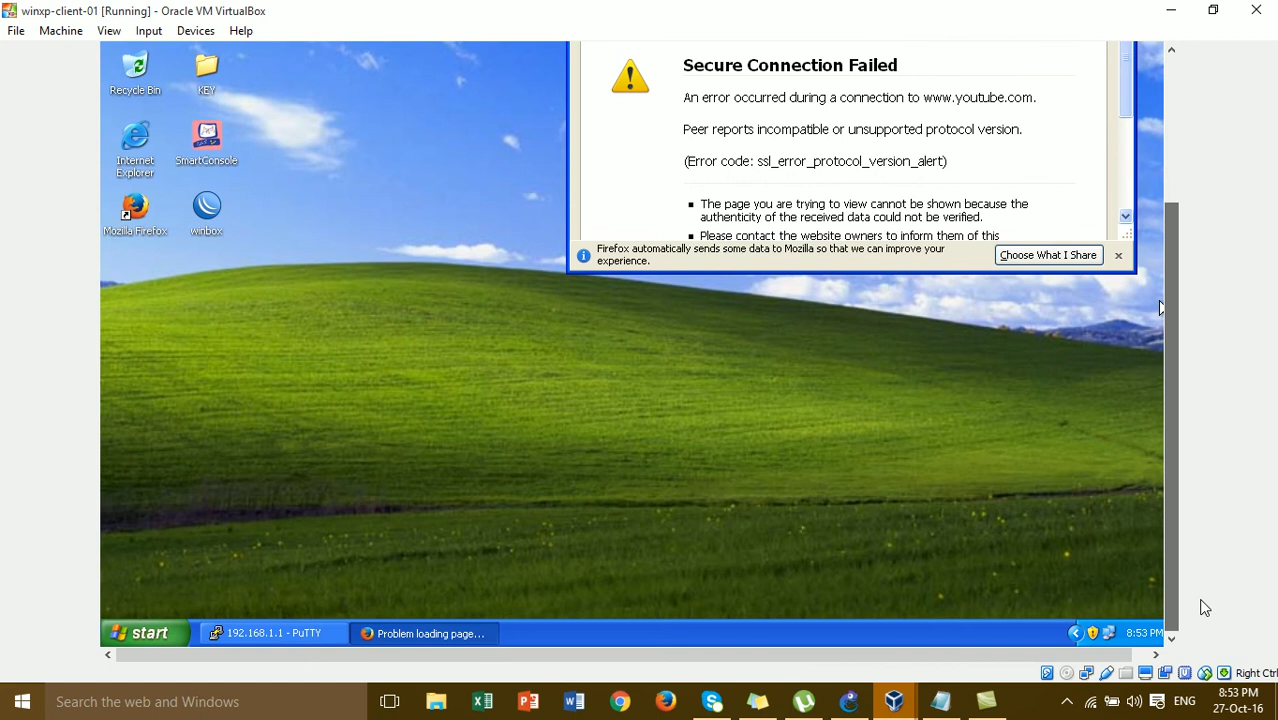 winxp-client-01 [Running] - Oracle VM VirtualBox
File Machine View Input Devices Help
Recycle Bin
KEY
Internet Explorer
SmartConsole
Mozilla Firefox
winbox
Secure Connection Failed
An error occurred during a connection to www.youtube.com.
Peer reports incompatible or unsupported protocol version.
(Error code: ssl_error_protocol_version_alert)
The page you are trying to view cannot be shown because the
authenticity of the received data could not be verified.
Please contact the website owners to inform them of this
Firefox automatically sends some data to Mozilla so that we can improve your
experience.
Choose What I Share
start
192.168.1.1 - PuTTY
Problem loading page...
8:53 PM
Right Ctrl
Search the web and Windows
ENG
8:53 PM
27-Oct-16